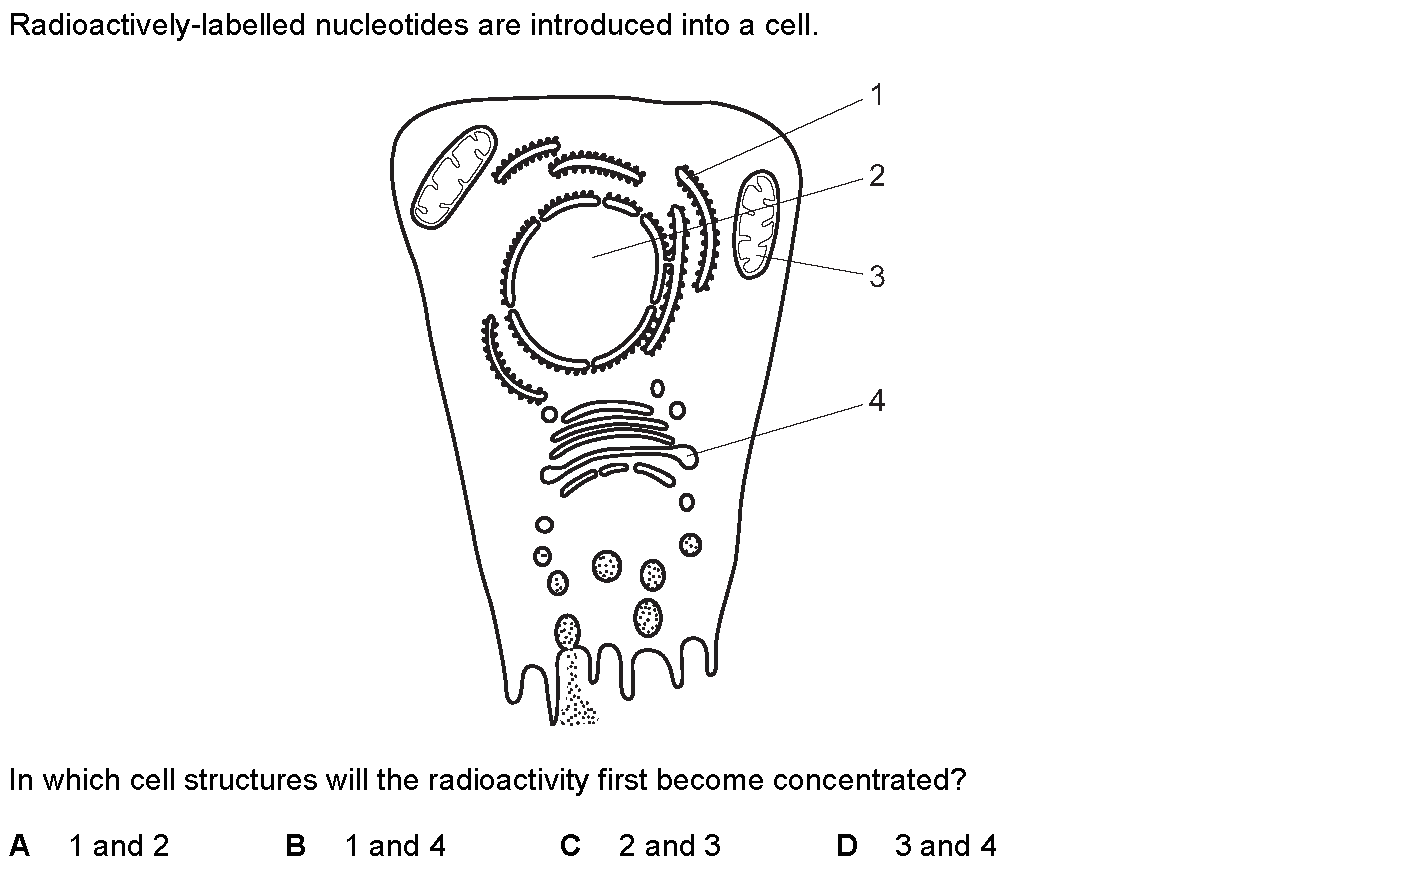 Radioactively-labelled nucleotides are introduced into a cell.
1
2
3
4
In which cell structures will the radioactivity first become concentrated?
A 1 and 2 B 1 and 4 C 2 and 3 D 3 and 4